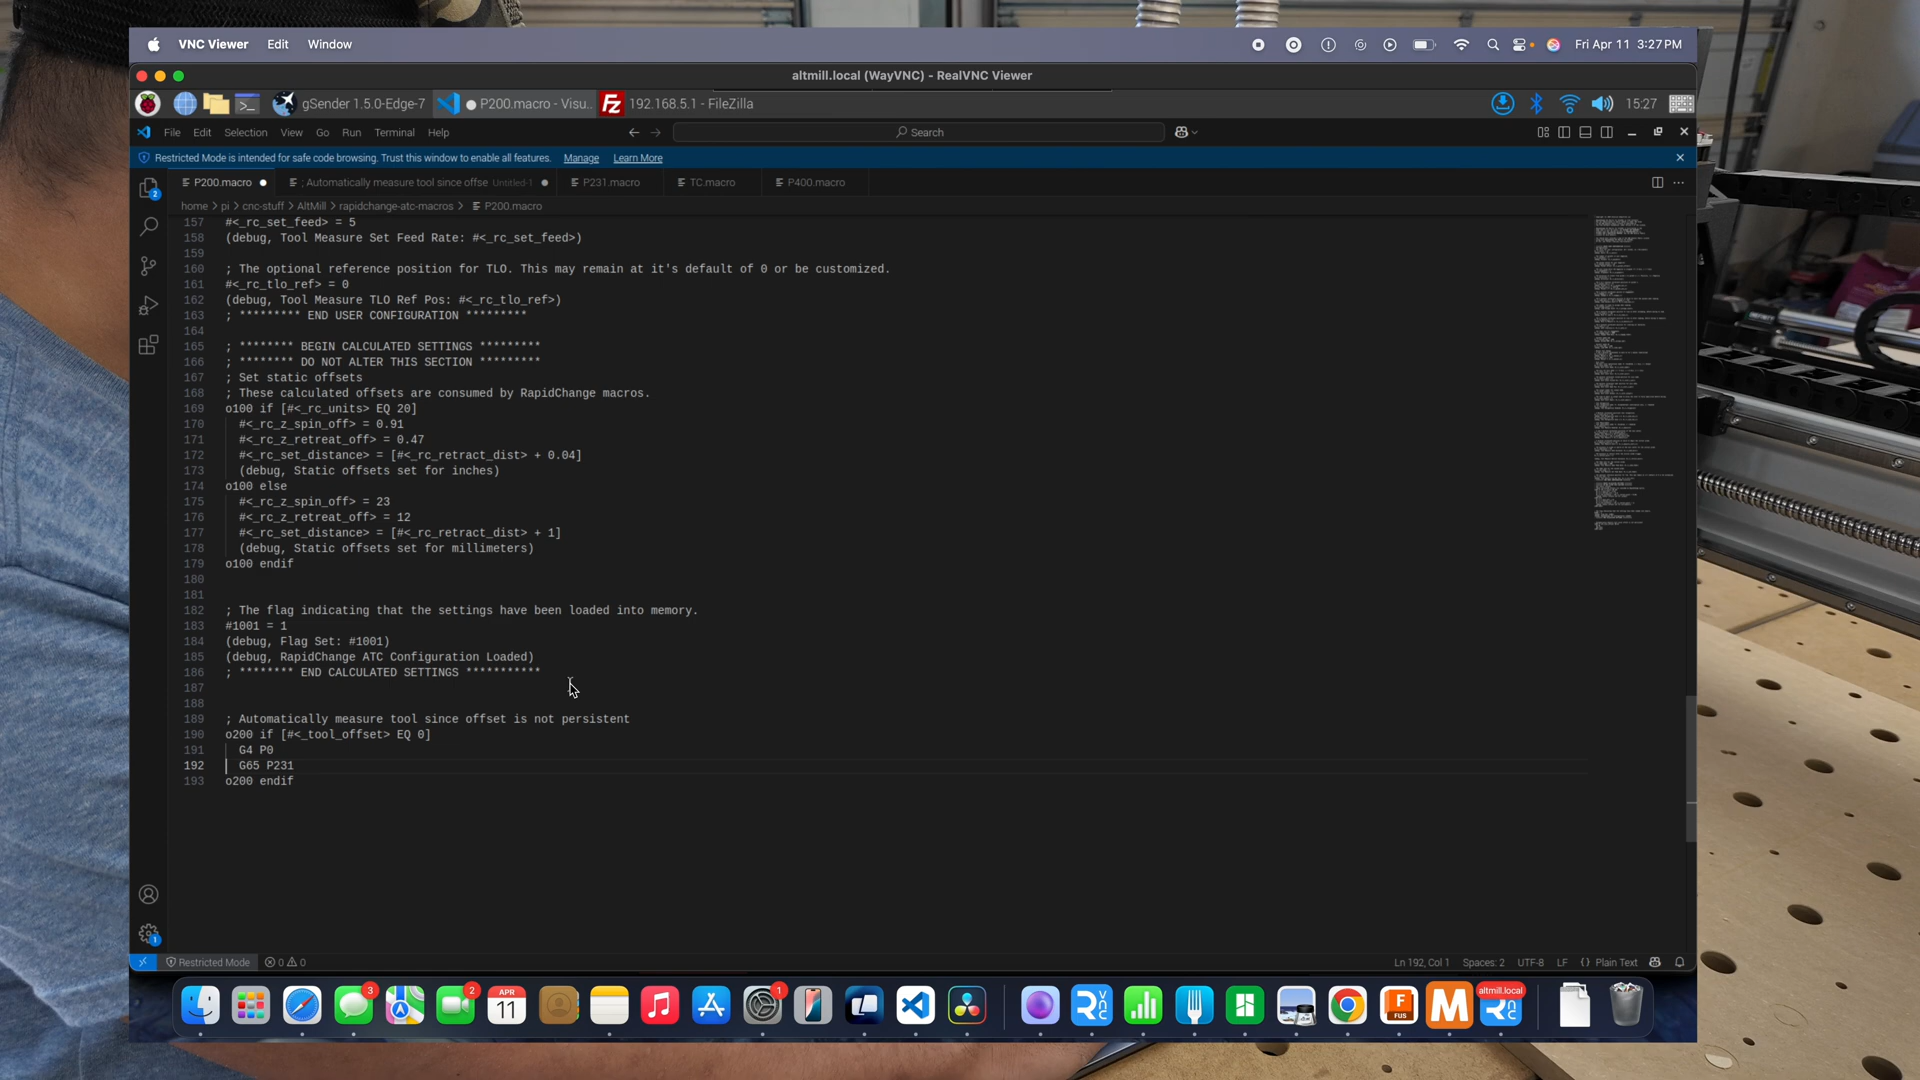 VNC Viewer Edit Window Fri Apr 11 3:27 PM
altmill.local (WayVNC) - RealVNC Viewer
gSender 1.5.0-Edge-7 P200.macro - Visu... 192.168.5.1 - FileZilla 15:27
File Edit Selection View Go Run Terminal Help Search
Restricted Mode is intended for safe code browsing. Trust this window to enable all features. Manage Learn More
P200.macro ; Automatically measure tool since offse Untitled-1 P231.macro TC.macro P400.macro
home > pi > cnc-stuff > AltMill > rapidchange-atc-macros > P200.macro
157 #<_rc_set_feed> = 5
158 (debug, Tool Measure Set Feed Rate: #<_rc_set_feed>)
159
160 ; The optional reference position for TLO. This may remain at it's default of 0 or be customized.
161 #<_rc_tlo_ref> = 0
162 (debug, Tool Measure TLO Ref Pos: #<_rc_tlo_ref>)
163 ; ********* END USER CONFIGURATION *********
164
165 ; ******** BEGIN CALCULATED SETTINGS *********
166 ; ******** DO NOT ALTER THIS SECTION *********
167 ; Set static offsets
168 ; These calculated offsets are consumed by RapidChange macros.
169 o100 if [#<_rc_units> EQ 20]
170 #<_rc_z_spin_off> = 0.91
171 #<_rc_z_retreat_off> = 0.47
172 #<_rc_set_distance> = [#<_rc_retract_dist> + 0.04]
173 (debug, Static offsets set for inches)
174 o100 else
175 #<_rc_z_spin_off> = 23
176 #<_rc_z_retreat_off> = 12
177 #<_rc_set_distance> = [#<_rc_retract_dist> + 1]
178 (debug, Static offsets set for millimeters)
179 o100 endif
180
181
182 ; The flag indicating that the settings have been loaded into memory.
183 #1001 = 1
184 (debug, Flag Set: #1001)
185 (debug, RapidChange ATC Configuration Loaded)
186 ; ******** END CALCULATED SETTINGS ***********
187
188
189 ; Automatically measure tool since offset is not persistent
190 o200 if [#<_tool_offset> EQ 0]
191 G4 P0
192 G65 P231
193 o200 endif
Restricted Mode 0 0 Ln 192, Col 1 Spaces: 2 UTF-8 LF {} Plain Text
3 2 APR 11 1 altmill.local